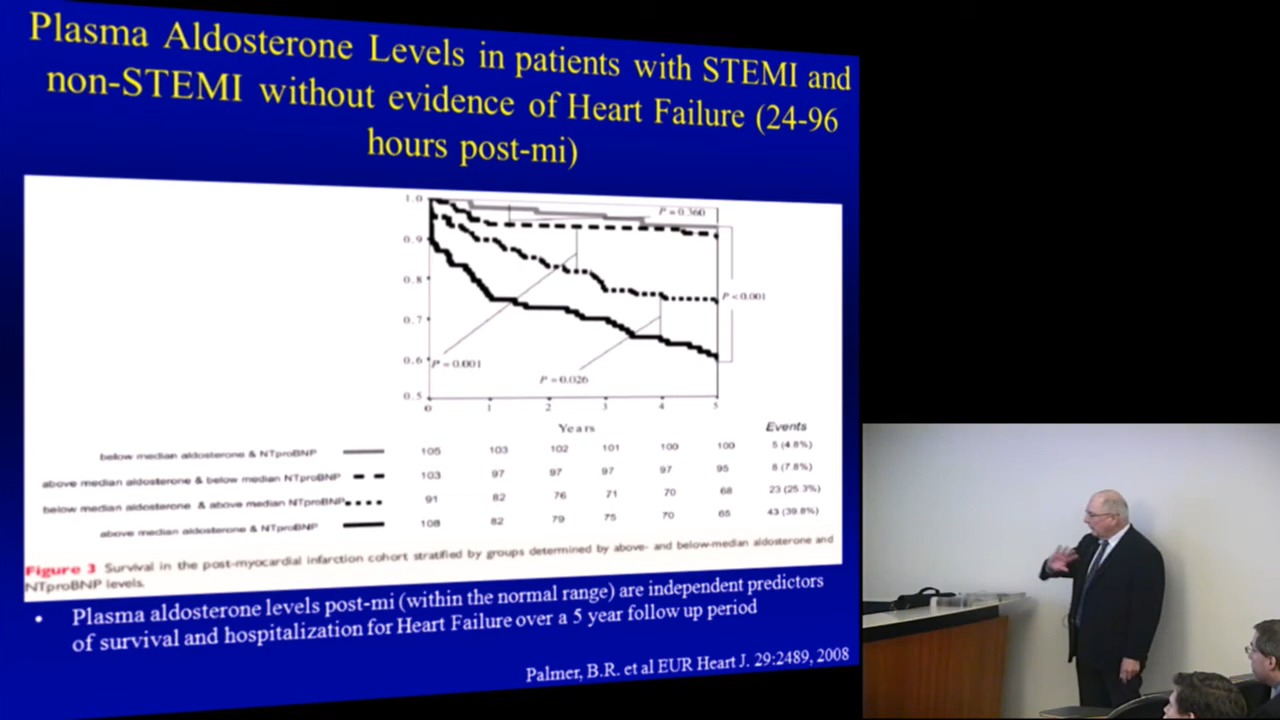 Plasma Aldosterone Levels in patients with STEMI and
non-STEMI without evidence of Heart Failure (24-96
hours post-mi)
1.0
0.9
0.8
0.7
0.6
0.5
P = 0.360
P < 0.001
P = 0.001
P = 0.026
0 1 2 3 4 5
Years
Events
below median aldosterone & NTproBNP 105 103 102 101 100 100 5 (4.8%)
above median aldosterone & below median NTproBNP 103 97 97 97 97 95 8 (7.8%)
below median aldosterone & above median NTproBNP 91 82 76 71 70 68 23 (25.3%)
above median aldosterone & NTproBNP 108 82 79 75 70 65 43 (39.8%)
Figure 3 Survival in the post-myocardial infarction cohort stratified by groups determined by above- and below-median aldosterone and
NTproBNP levels.
• Plasma aldosterone levels post-mi (within the normal range) are independent predictors
of survival and hospitalization for Heart Failure over a 5 year follow up period
Palmer, B.R. et al EUR Heart J. 29:2489, 2008